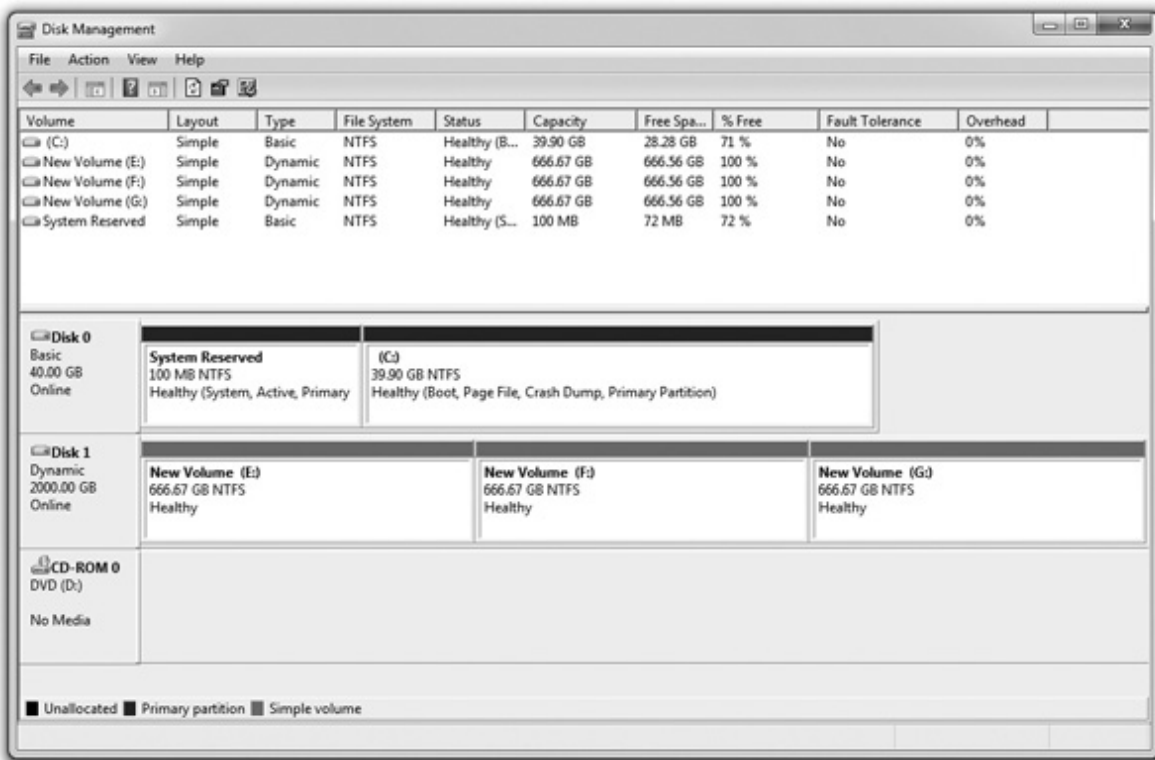 Disk Management
File Action View Help
Volume Layout Type File System Status Capacity Free Spa... % Free Fault Tolerance Overhead
(C:) Simple Basic NTFS Healthy (B... 39.90 GB 28.28 GB 71 % No 0%
New Volume (E:) Simple Dynamic NTFS Healthy 666.67 GB 666.56 GB 100 % No 0%
New Volume (F:) Simple Dynamic NTFS Healthy 666.67 GB 666.56 GB 100 % No 0%
New Volume (G:) Simple Dynamic NTFS Healthy 666.67 GB 666.56 GB 100 % No 0%
System Reserved Simple Basic NTFS Healthy (S... 100 MB 72 MB 72 % No 0%
Disk 0
Basic
40.00 GB
Online
System Reserved
100 MB NTFS
Healthy (System, Active, Primary
(C:)
39.90 GB NTFS
Healthy (Boot, Page File, Crash Dump, Primary Partition)
Disk 1
Dynamic
2000.00 GB
Online
New Volume (E:)
666.67 GB NTFS
Healthy
New Volume (F:)
666.67 GB NTFS
Healthy
New Volume (G:)
666.67 GB NTFS
Healthy
CD-ROM 0
DVD (D:)
No Media
Unallocated Primary partition Simple volume